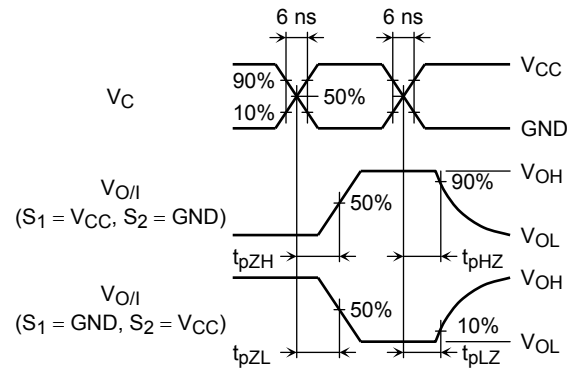 6 ns 6 ns
90% VCC
VC 50%
10% GND
VO/I VOH
(S1 = VCC, S2 = GND) 50% 90%
VOL
tpZH tpHZ
VOH
VO/I
(S1 = GND, S2 = VCC) 50% 10%
VOL
tpZL tpLZ